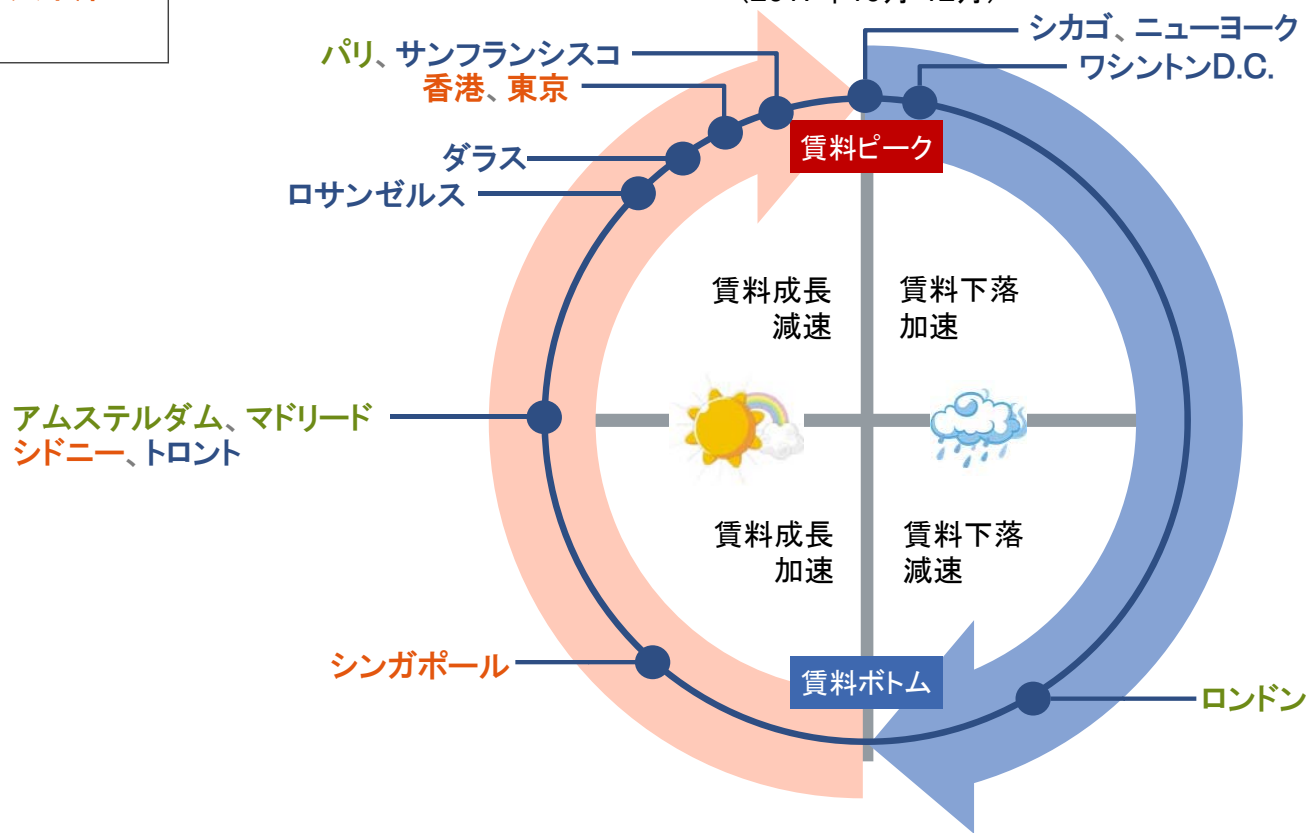 シカゴ、ニューヨーク
パリ、サンフランシスコ
ワシントンD.C.
香港、東京
賃料ピーク
ダラス
ロサンゼルス
賃料成長
減速
賃料下落
加速
アムステルダム、マドリード
シドニー、トロント
賃料成長
加速
賃料下落
減速
シンガポール
賃料ボトム
ロンドン